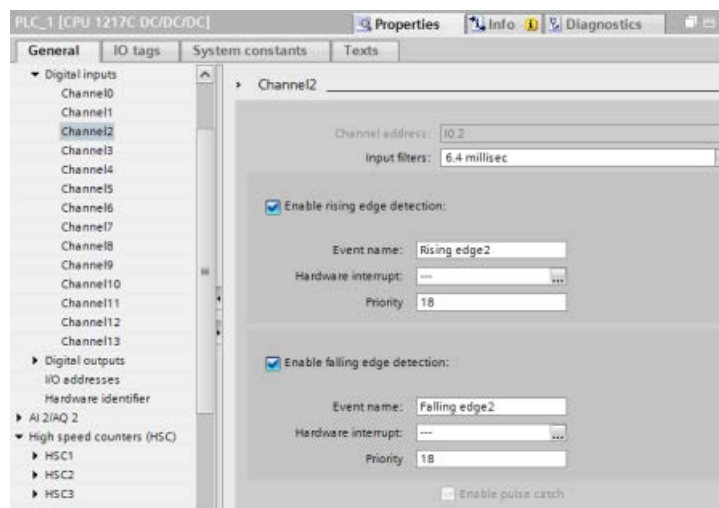 PLC_1 [CPU 1217C DC/DC/DC]
Properties
Info
Diagnostics
General
IO tags
System constants
Texts
Digital inputs
Channel0
Channel1
Channel2
Channel3
Channel4
Channel5
Channel6
Channel7
Channel8
Channel9
Channel10
Channel11
Channel12
Channel13
Digital outputs
I/O addresses
Hardware identifier
AI 2/AQ 2
High speed counters (HSC)
HSC1
HSC2
HSC3
Channel2
Channel address: I0.2
Input filters: 6.4 millisec
Enable rising edge detection:
Event name: Rising edge2
Hardware interrupt: ---
...
Priority 18
Enable falling edge detection:
Event name: Falling edge2
Hardware interrupt: ---
...
Priority 18
Enable pulse catch